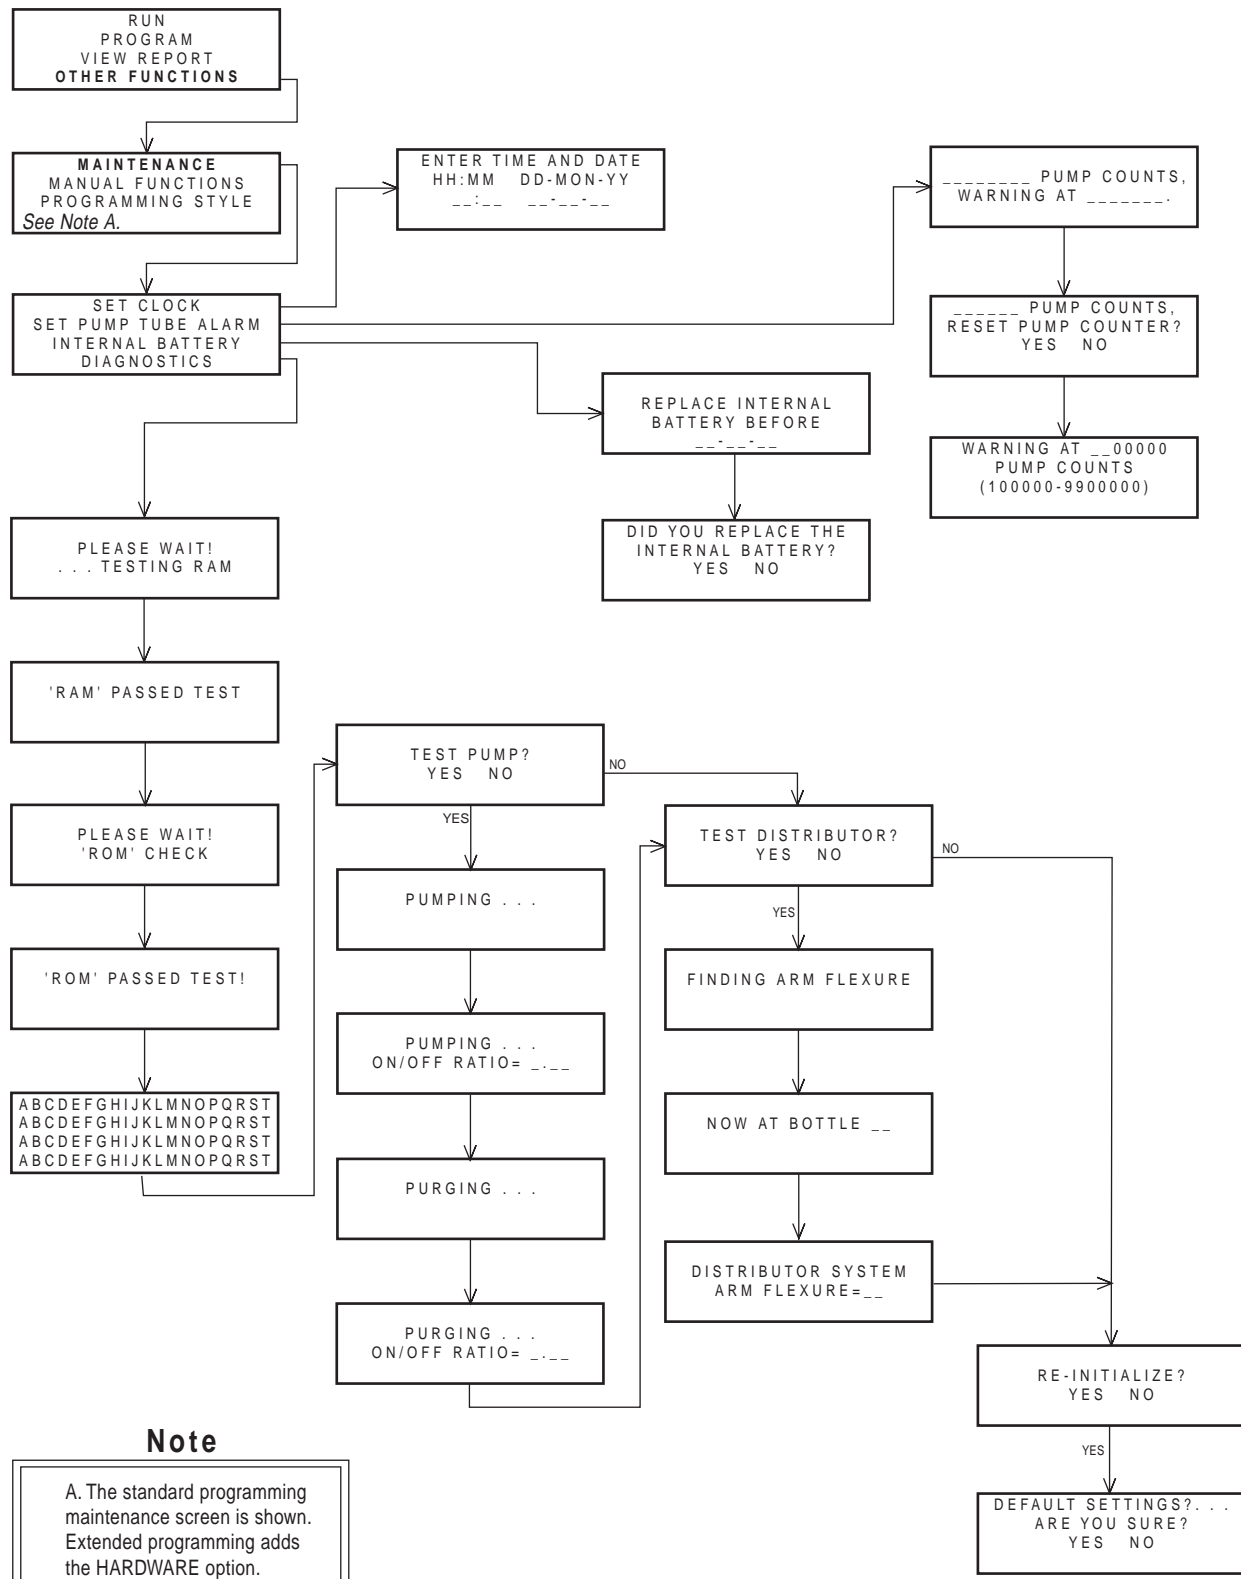 RUN
PROGRAM
VIEW REPORT
OTHER FUNCTIONS
MAINTENANCE
MANUAL FUNCTIONS
PROGRAMMING STYLE
See Note A.
ENTER TIME AND DATE
HH:MM DD-MON-YY
__:__ __-__-__
________ PUMP COUNTS,
WARNING AT _______.
SET CLOCK
SET PUMP TUBE ALARM
INTERNAL BATTERY
DIAGNOSTICS
______ PUMP COUNTS,
RESET PUMP COUNTER?
YES NO
REPLACE INTERNAL
BATTERY BEFORE
__-__-__
WARNING AT __00000
PUMP COUNTS
(100000-9900000)
DID YOU REPLACE THE
INTERNAL BATTERY?
YES NO
PLEASE WAIT!
. . . TESTING RAM
'RAM' PASSED TEST
PLEASE WAIT!
'ROM' CHECK
'ROM' PASSED TEST!
ABCDEFGHIJKLMNOPQRST
ABCDEFGHIJKLMNOPQRST
ABCDEFGHIJKLMNOPQRST
ABCDEFGHIJKLMNOPQRST
TEST PUMP?
YES NO
NO
YES
PUMPING . . .
PUMPING . . .
ON/OFF RATIO= _.__
PURGING . . .
PURGING . . .
ON/OFF RATIO= _.__
TEST DISTRIBUTOR?
YES NO
NO
YES
FINDING ARM FLEXURE
NOW AT BOTTLE __
DISTRIBUTOR SYSTEM
ARM FLEXURE=__
RE-INITIALIZE?
YES NO
YES
DEFAULT SETTINGS?. . .
ARE YOU SURE?
YES NO
Note
A. The standard programming
maintenance screen is shown.
Extended programming adds
the HARDWARE option.